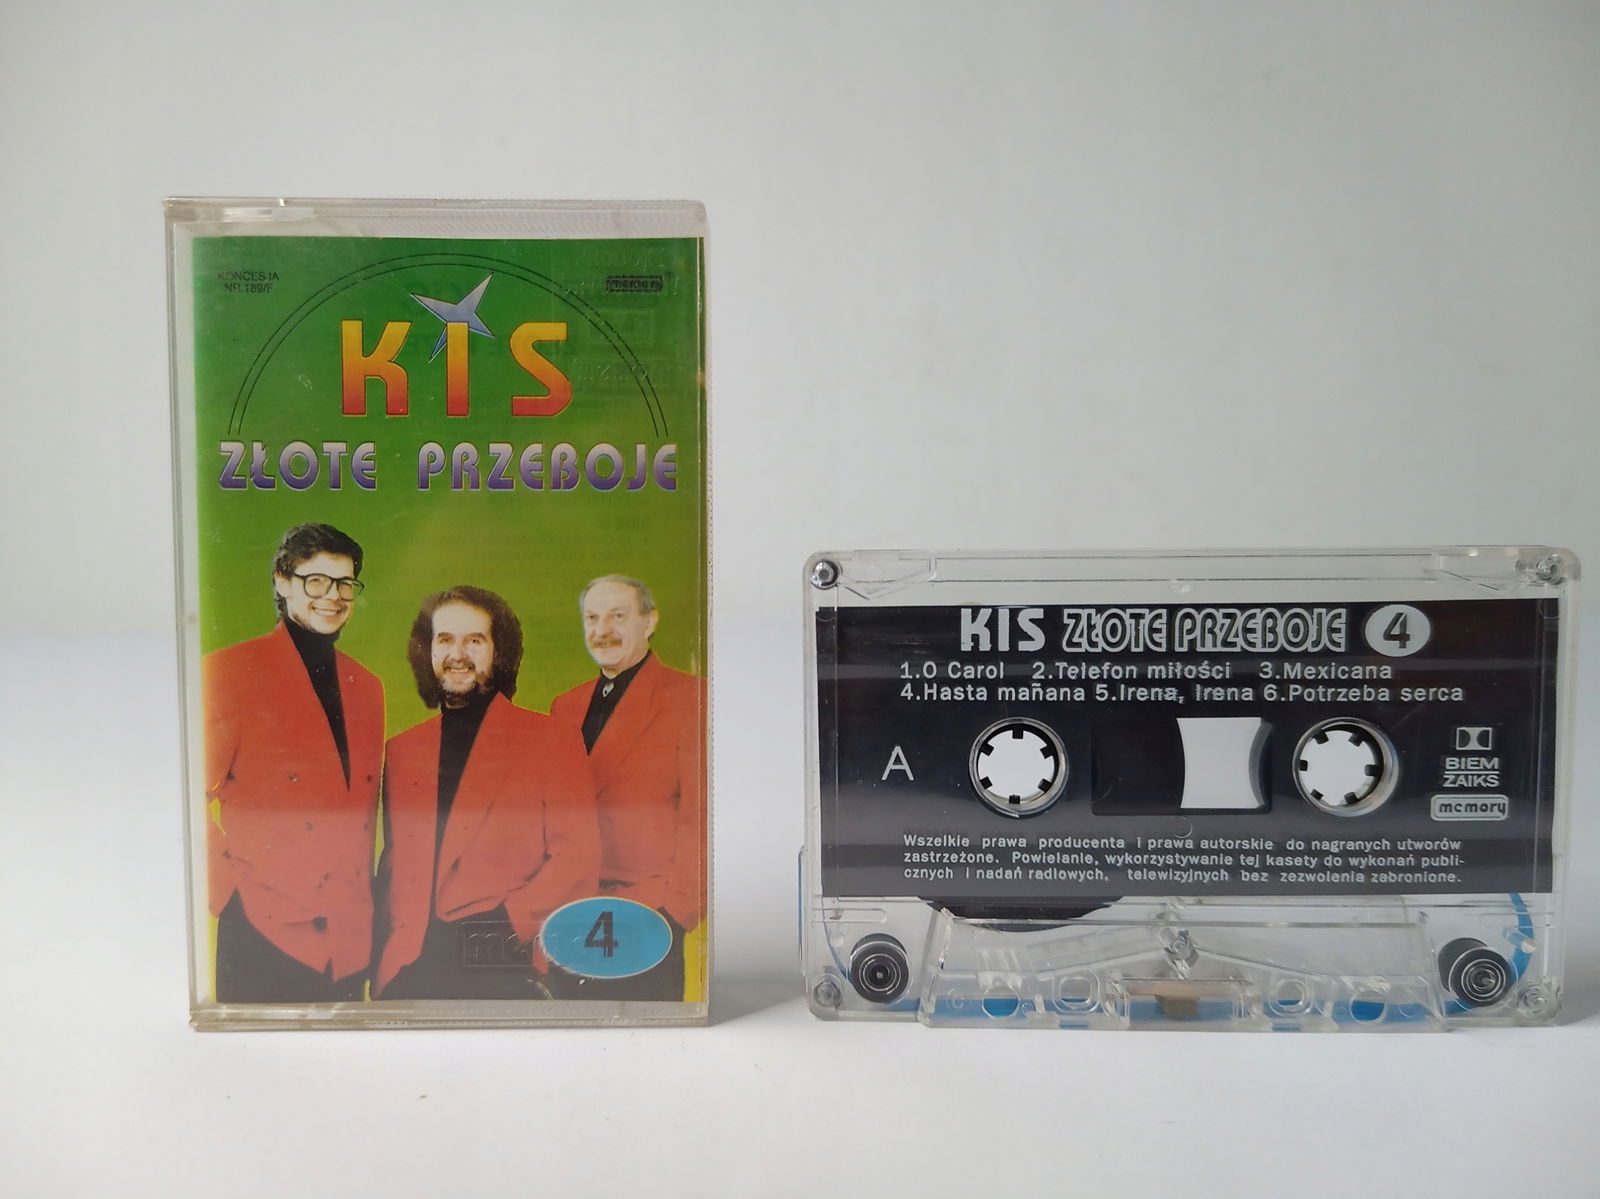 KONCESJA
NR.189/F
memory
KIS
ZŁOTE PRZEBOJE
4
KIS ZŁOTE PRZEBOJE 4
1.O Carol 2.Telefon miłości 3.Mexicana
4.Hasta mañana 5.Irena, Irena 6.Potrzeba serca
A
BIEM
ZAIKS
memory
Wszelkie prawa producenta i prawa autorskie do nagranych utworów
zastrzeżone. Powielanie, wykorzystywanie tej kasety do wykonań publi-
cznych i nadań radiowych, telewizyjnych bez zezwolenia zabronione.